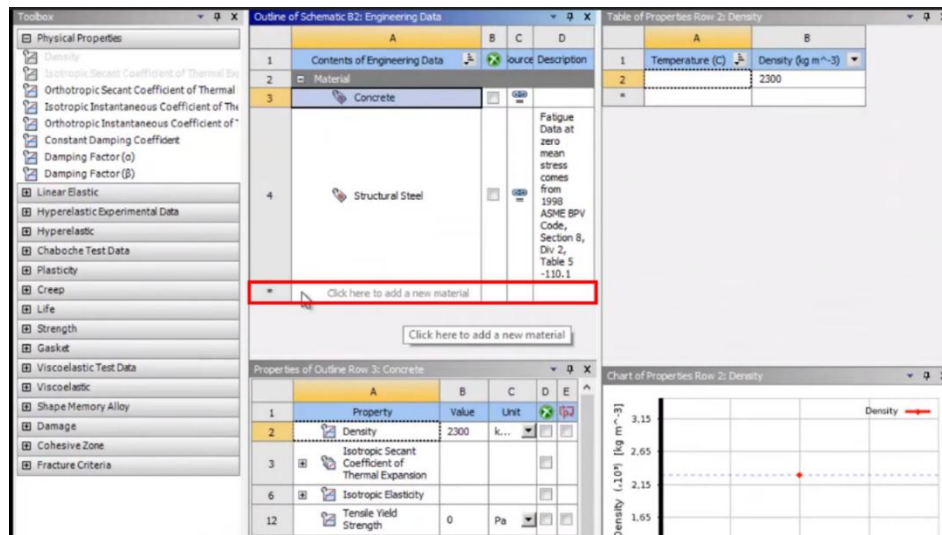 Toolbox
Physical Properties
Density
Isotropic Secant Coefficient of Thermal Exp
Orthotropic Secant Coefficient of Thermal
Isotropic Instantaneous Coefficient of The
Orthotropic Instantaneous Coefficient of
Constant Damping Coefficient
Damping Factor (α)
Damping Factor (β)
Linear Elastic
Hyperelastic Experimental Data
Hyperelastic
Chaboche Test Data
Plasticity
Creep
Life
Strength
Gasket
Viscoelastic Test Data
Viscoelastic
Shape Memory Alloy
Damage
Cohesive Zone
Fracture Criteria
Outline of Schematic B2: Engineering Data
A B C D
1 Contents of Engineering Data ource Description
2 Material
3 Concrete
4 Structural Steel
Fatigue
Data at
zero
mean
stress
comes
from
1998
ASME BPV
Code,
Section 8,
Div 2,
Table 5
-110.1
* Click here to add a new material
Click here to add a new material
Properties of Outline Row 3: Concrete
A B C D E
1 Property Value Unit
2 Density 2300 k...
3 Isotropic Secant
Coefficient of
Thermal Expansion
6 Isotropic Elasticity
12 Tensile Yield
Strength 0 Pa
Table of Properties Row 2: Density
A B
1 Temperature (C) Density (kg m^-3)
2 2300
*
Chart of Properties Row 2: Density
Density
3.15
2.65
2.15
1.65
Density (.10³) [kg m^-3]